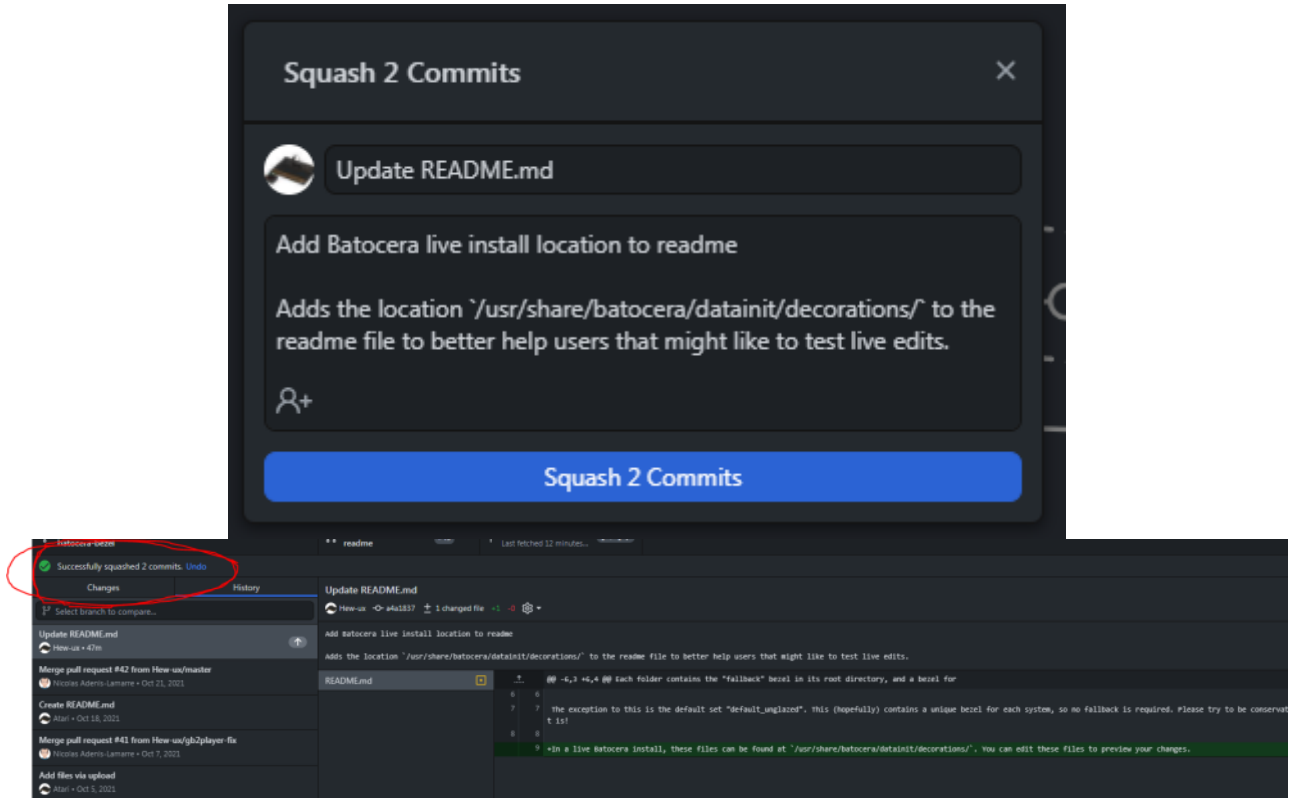 Squash 2 Commits
Update README.md
Add Batocera live install location to readme
Adds the location `/usr/share/batocera/datainit/decorations/` to the
readme file to better help users that might like to test live edits.
Squash 2 Commits
batocera-bezel
readme
Last fetched 12 minutes...
Successfully squashed 2 commits. Undo
Changes
History
Select branch to compare...
Update README.md
Hew-ux • 47m
Merge pull request #42 from Hew-ux/master
Nicolas Adenis-Lamarre • Oct 21, 2021
Create README.md
Atari • Oct 18, 2021
Merge pull request #41 from Hew-ux/gb2player-fix
Nicolas Adenis-Lamarre • Oct 7, 2021
Add files via upload
Atari • Oct 5, 2021
Update README.md
Hew-ux a4a1837 1 changed file +1 -0
Add Batocera live install location to readme
Adds the location `/usr/share/batocera/datainit/decorations/` to the readme file to better help users that might like to test live edits.
README.md
@@ -6,3 +6,4 @@ Each folder contains the "fallback" bezel in its root directory, and a bezel for
6 6
7 7 The exception to this is the default set "default_unglazed". This (hopefully) contains a unique bezel for each system, so no fallback is required. Please try to be conservat
t is!
8 8
9 +In a live Batocera install, these files can be found at `/usr/share/batocera/datainit/decorations/`. You can edit these files to preview your changes.